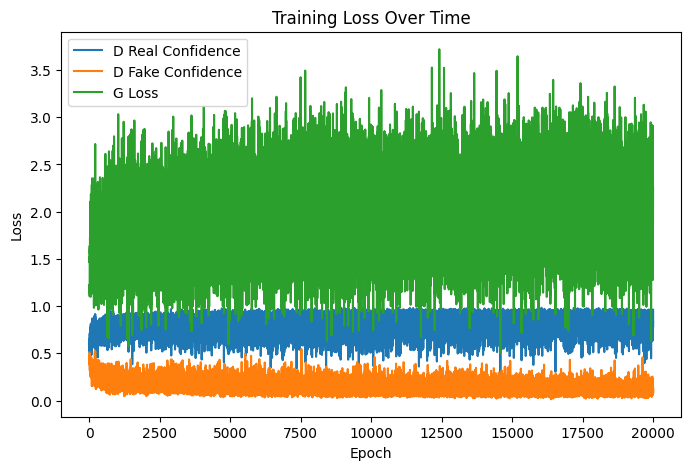 Training Loss Over Time
D Real Confidence
D Fake Confidence
G Loss
Loss
3.5
3.0
2.5
2.0
1.5
1.0
0.5
0.0
0
2500
5000
7500
10000
12500
15000
17500
20000
Epoch